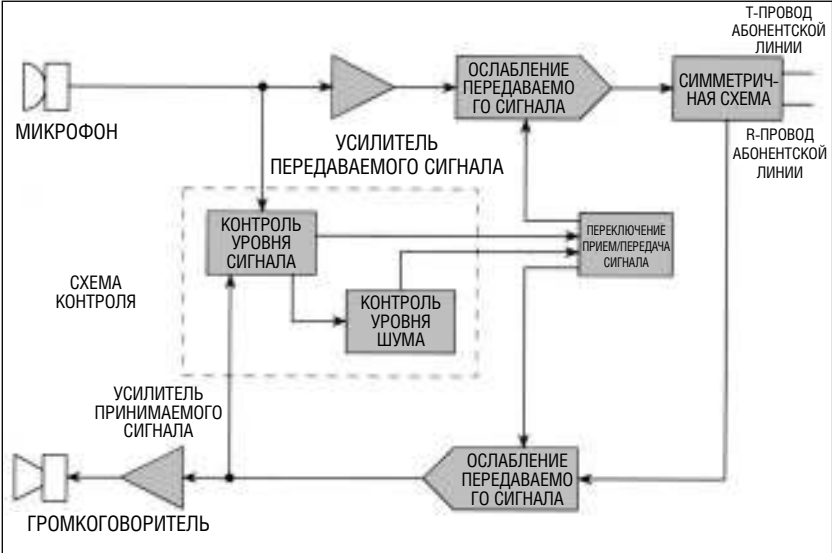 Т-ПРОВОД
АБОНЕНТСКОЙ
ЛИНИИ
ОСЛАБЛЕНИЕ
ПЕРЕДАВАЕМО
ГО СИГНАЛА
СИММЕТРИЧ-
НАЯ СХЕМА
МИКРОФОН
УСИЛИТЕЛЬ
ПЕРЕДАВАЕМОГО СИГНАЛА
R-ПРОВОД
АБОНЕНТСКОЙ
ЛИНИИ
КОНТРОЛЬ
УРОВНЯ
СИГНАЛА
ПЕРЕКЛЮЧЕНИЕ
ПРИЕМ/ПЕРЕДАЧА
СИГНАЛА
СХЕМА
КОНТРОЛЯ
КОНТРОЛЬ
УРОВНЯ
ШУМА
УСИЛИТЕЛЬ
ПРИНИМАЕМОГО
СИГНАЛА
ОСЛАБЛЕНИЕ
ПЕРЕДАВАЕМО
ГО СИГНАЛА
ГРОМКОГОВОРИТЕЛЬ